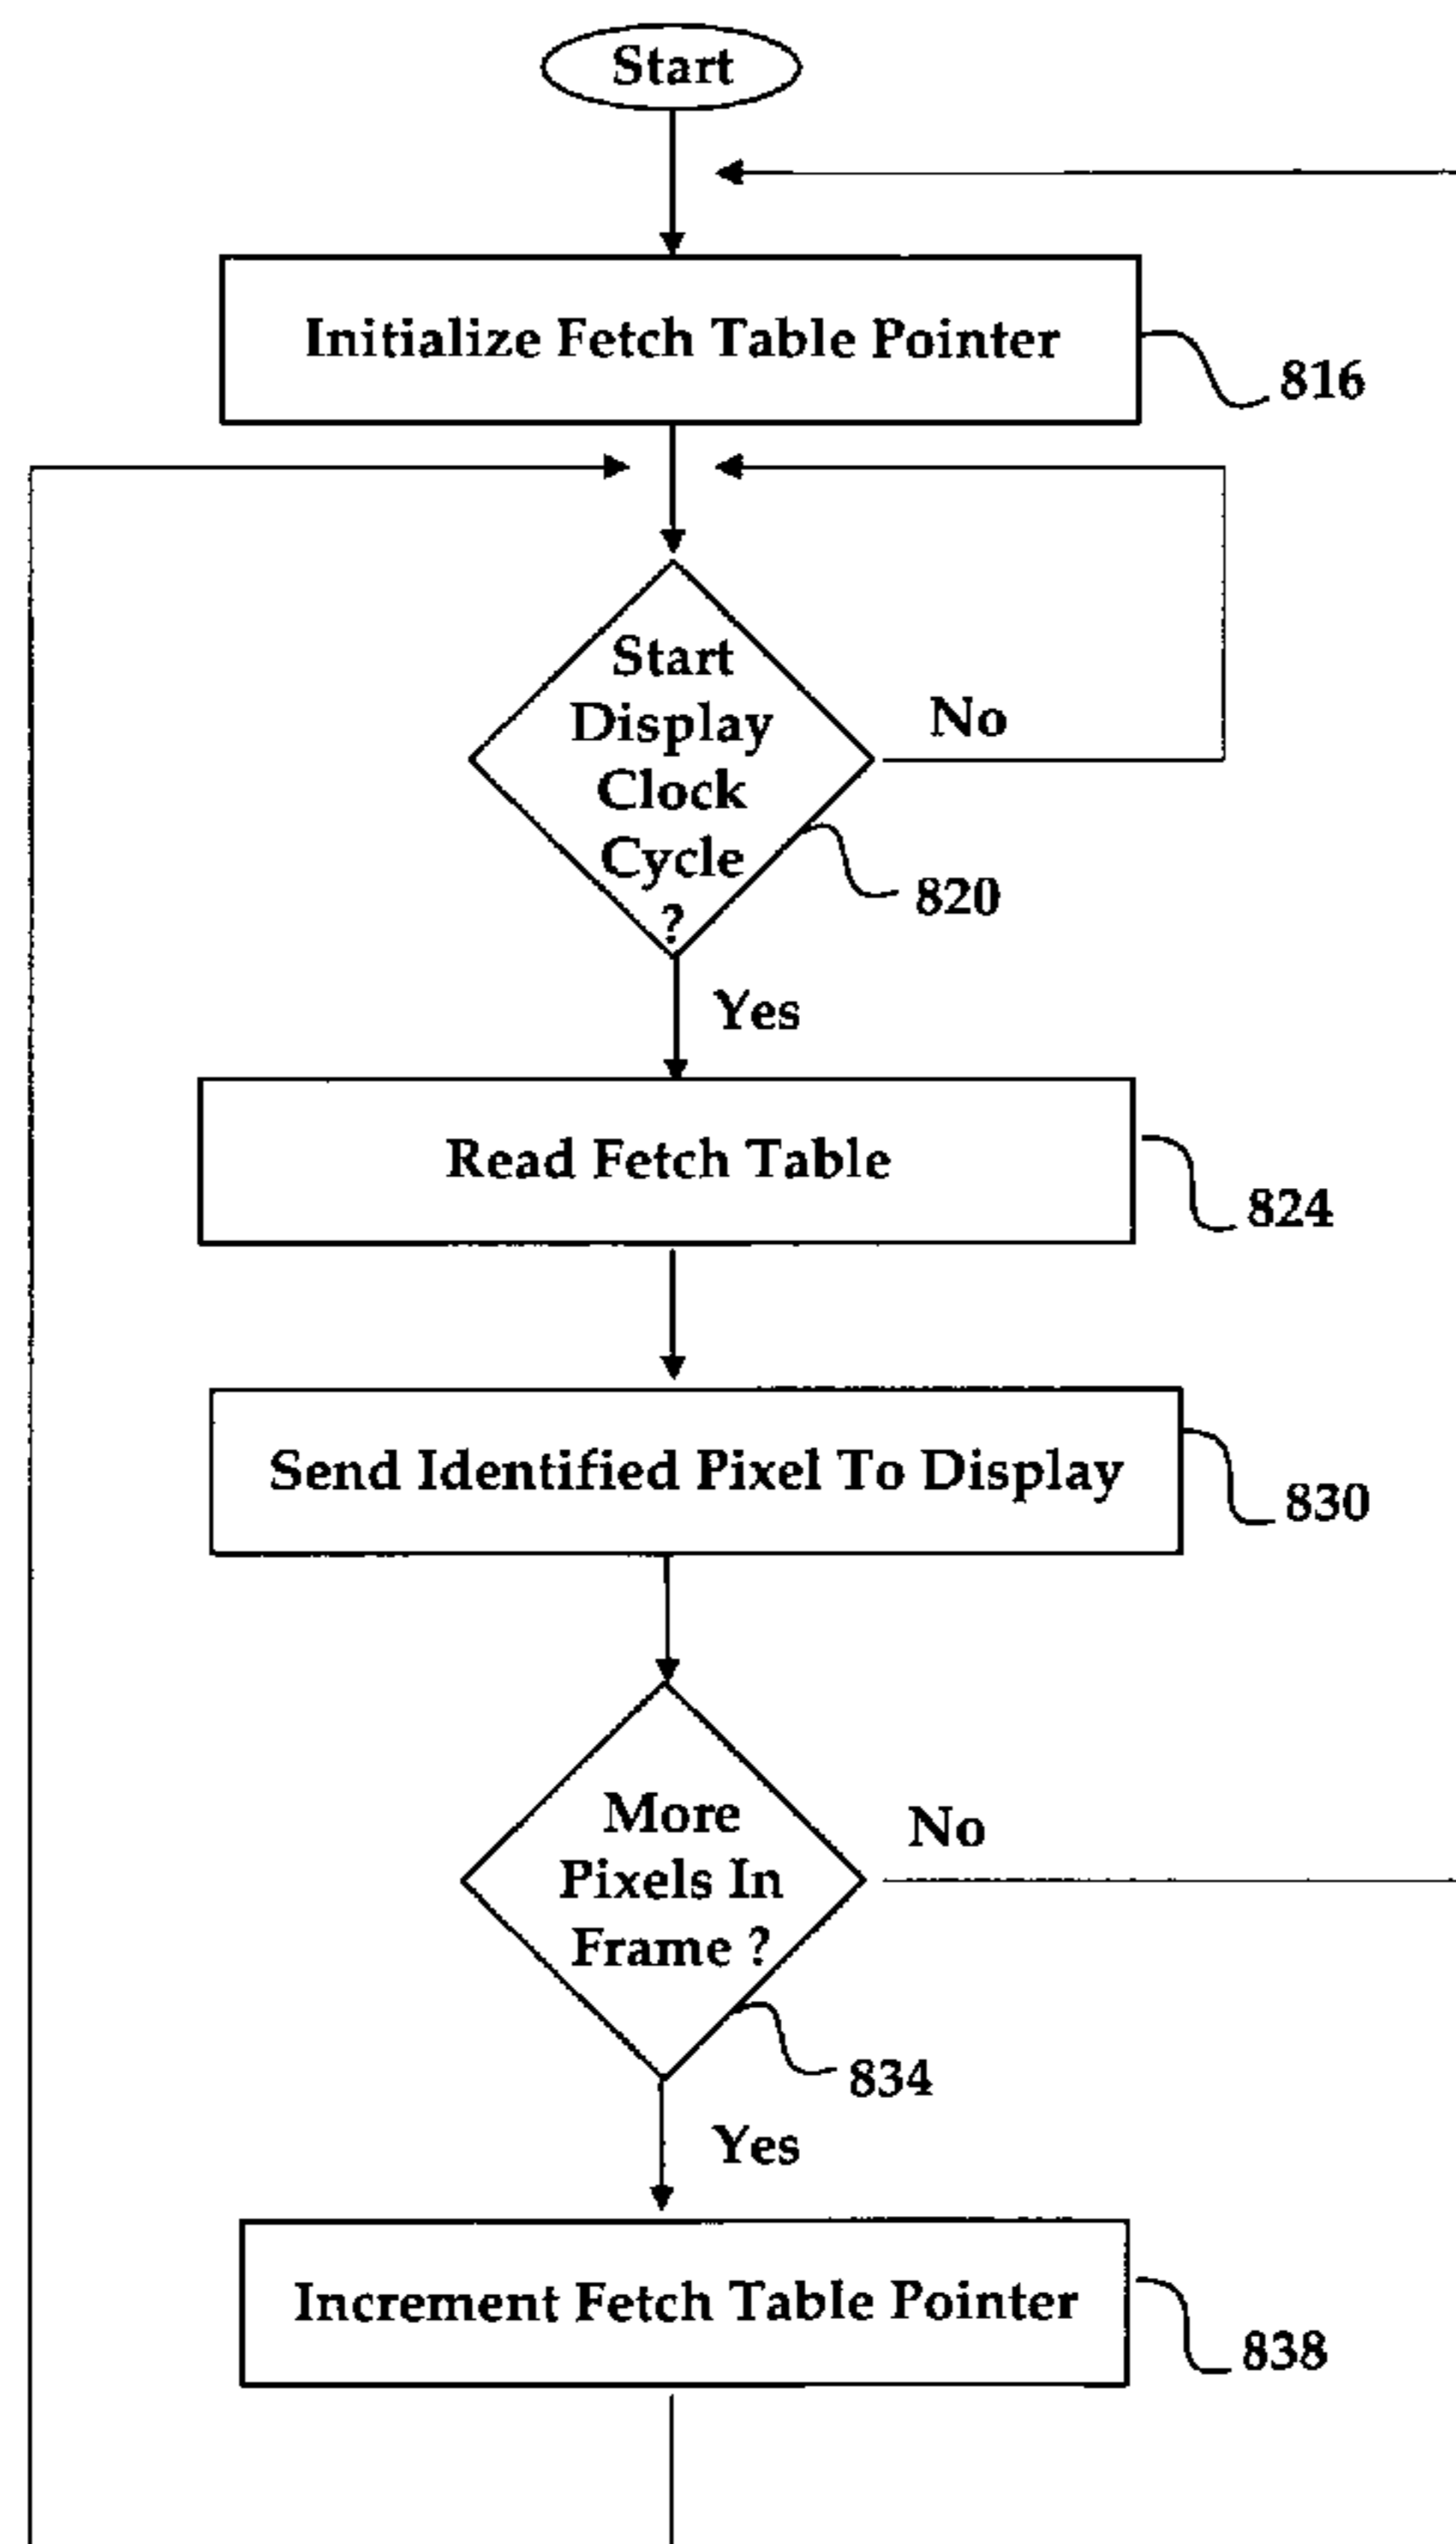 Start
Initialize Fetch Table Pointer
816
Start
Display
Clock
Cycle
?
No
820
Yes
Read Fetch Table
824
Send Identified Pixel To Display
830
More
Pixels In
Frame ?
No
834
Yes
Increment Fetch Table Pointer
838